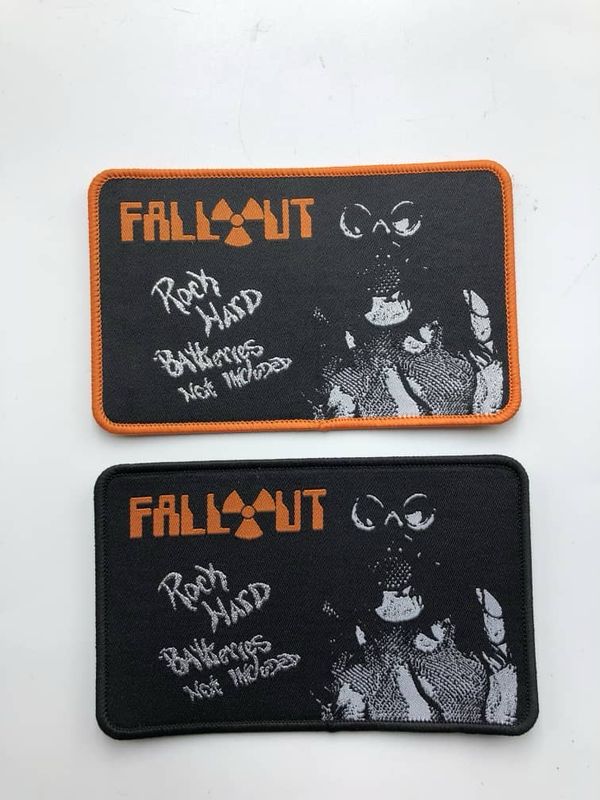 FALLOUT
Rock
HARD
Batteries
Not Included
FALLOUT
Rock
HARD
Batteries
Not Included